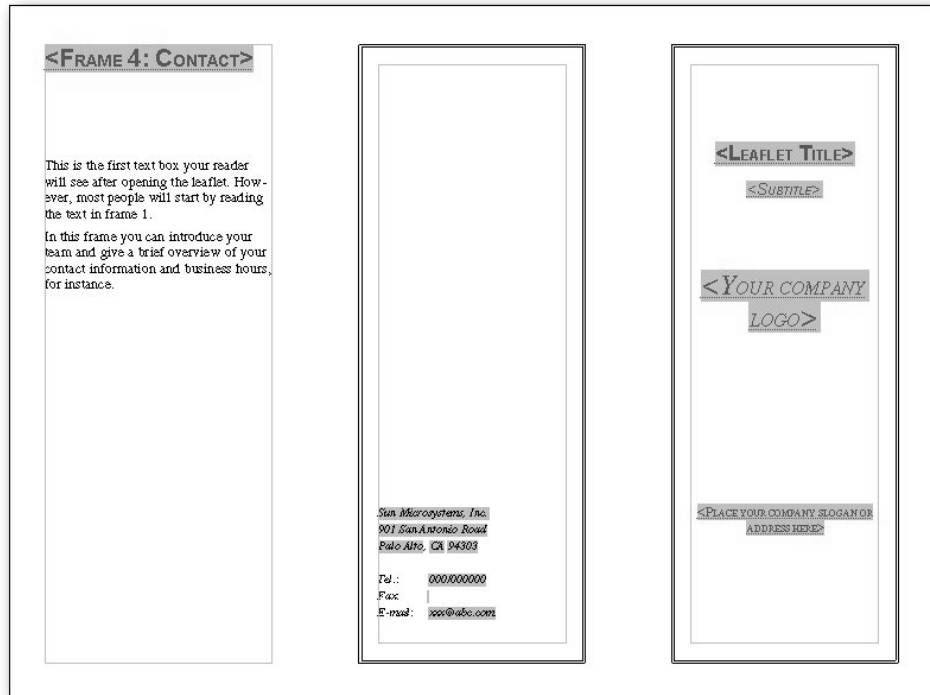 <FRAME 4: CONTACT>
This is the first text box your reader
will see after opening the leaflet. How-
ever, most people will start by reading
the text in frame 1.
In this frame you can introduce your
team and give a brief overview of your
contact information and business hours,
for instance.
Sun Microsystems, Inc.
901 San Antonio Road
Palo Alto, CA 94303
Tel.: 000/000000
Fax:
E-mail: xxx@abc.com
<LEAFLET TITLE>
<SUBTITLE>
<YOUR COMPANY
LOGO>
<PLACE YOUR COMPANY SLOGAN OR
ADDRESS HERE>